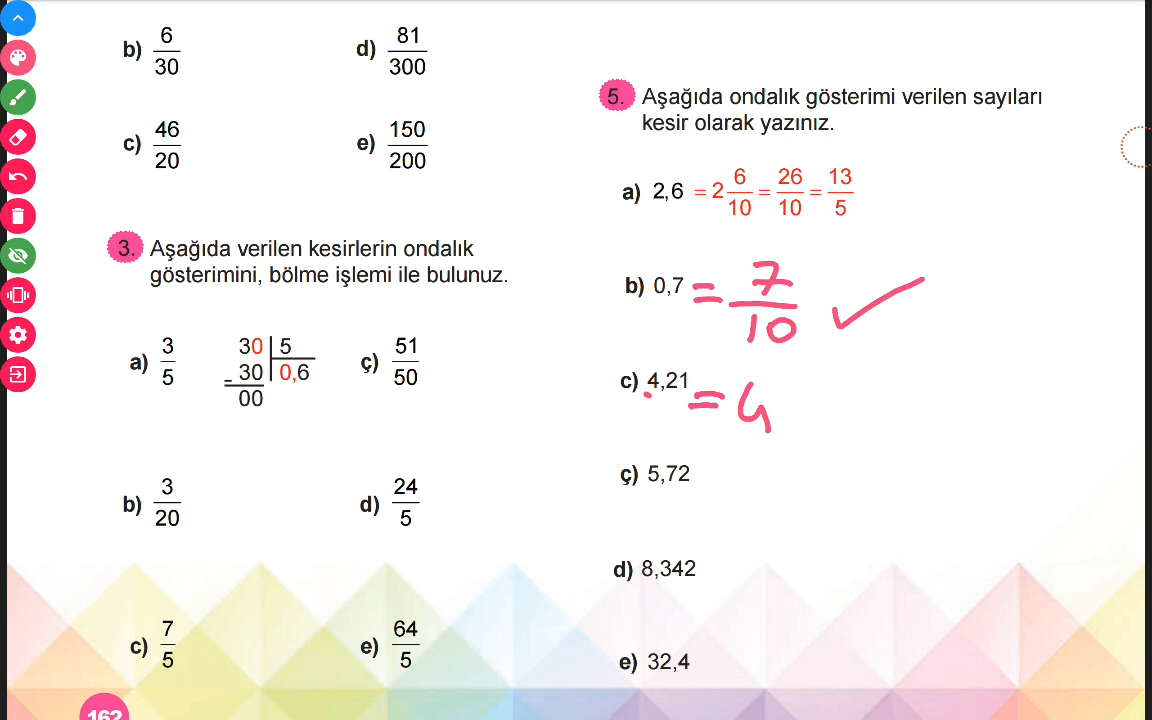 b) 6/30
d) 81/300
c) 46/20
e) 150/200
3. Aşağıda verilen kesirlerin ondalık
gösterimini, bölme işlemi ile bulunuz.
a) 3/5
30 | 5
- 30 | 0,6
00
ç) 51/50
b) 3/20
d) 24/5
c) 7/5
e) 64/5
162
5. Aşağıda ondalık gösterimi verilen sayıları
kesir olarak yazınız.
a) 2,6 = 2 6/10 = 26/10 = 13/5
b) 0,7 = 7/10 ✓
c) 4,21 = 4
ç) 5,72
d) 8,342
e) 32,4